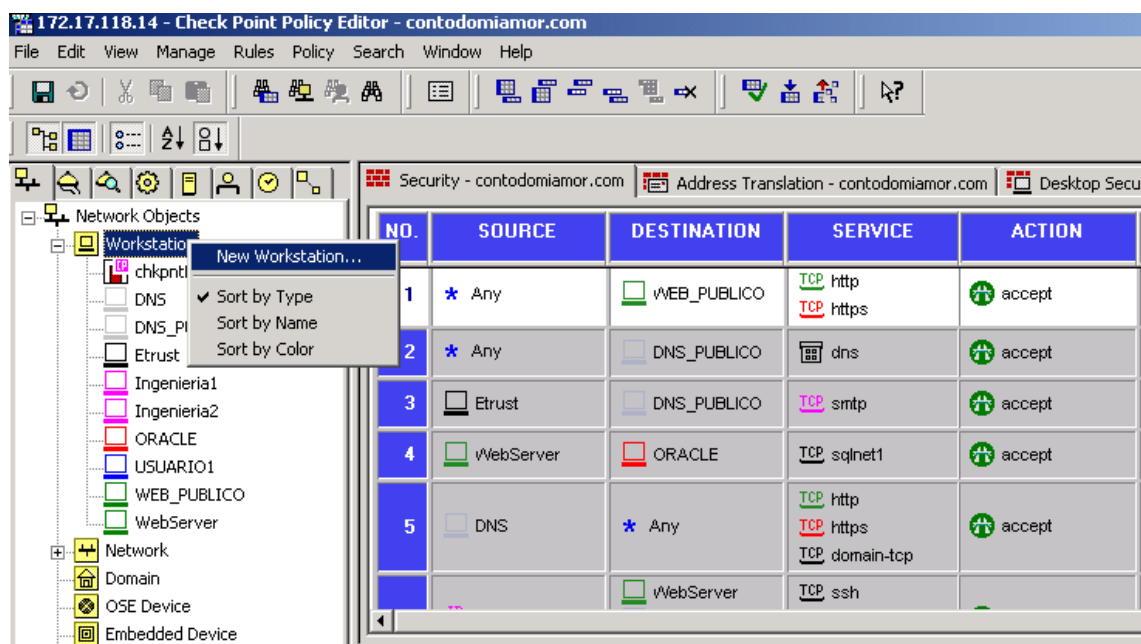 172.17.118.14 - Check Point Policy Editor - contodomiamor.com
File Edit View Manage Rules Policy Search Window Help
Security - contodomiamor.com Address Translation - contodomiamor.com Desktop Secu
Network Objects
Workstation
New Workstation...
Sort by Type
Sort by Name
Sort by Color
chkpnt
DNS
DNS_P
Etrust
Ingenieria1
Ingenieria2
ORACLE
USUARIO1
WEB_PUBLICO
WebServer
Network
Domain
OSE Device
Embedded Device
NO. SOURCE DESTINATION SERVICE ACTION
1 * Any WEB_PUBLICO TCP http accept
TCP https
2 * Any DNS_PUBLICO dns accept
3 Etrust DNS_PUBLICO TCP smtp accept
4 WebServer ORACLE TCP sqlnet1 accept
5 DNS * Any TCP http accept
TCP https
TCP domain-tcp
WebServer TCP ssh